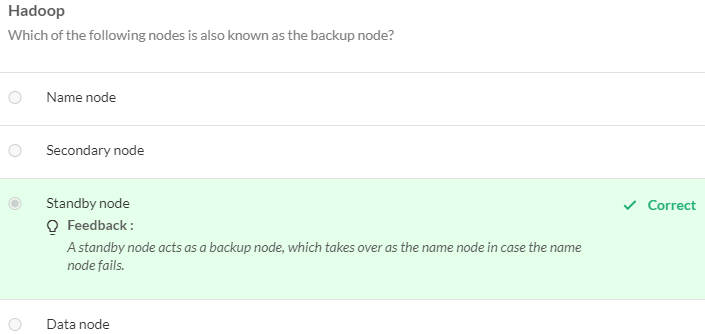 Hadoop
Which of the following nodes is also known as the backup node?
Name node
Secondary node
Standby node
Correct
Feedback :
A standby node acts as a backup node, which takes over as the name node in case the name
node fails.
Data node